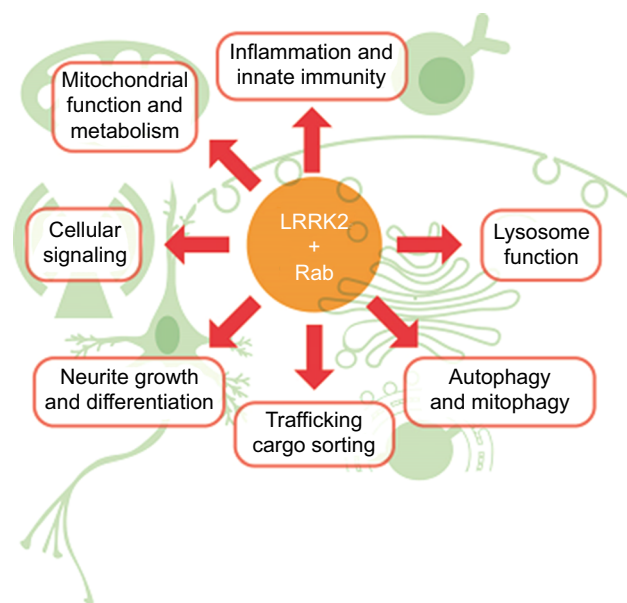 Inflammation and
innate immunity
Mitochondrial
function and
metabolism
LRRK2
+
Rab
Cellular
signaling
Lysosome
function
Neurite growth
and differentiation
Autophagy
and mitophagy
Trafficking
cargo sorting